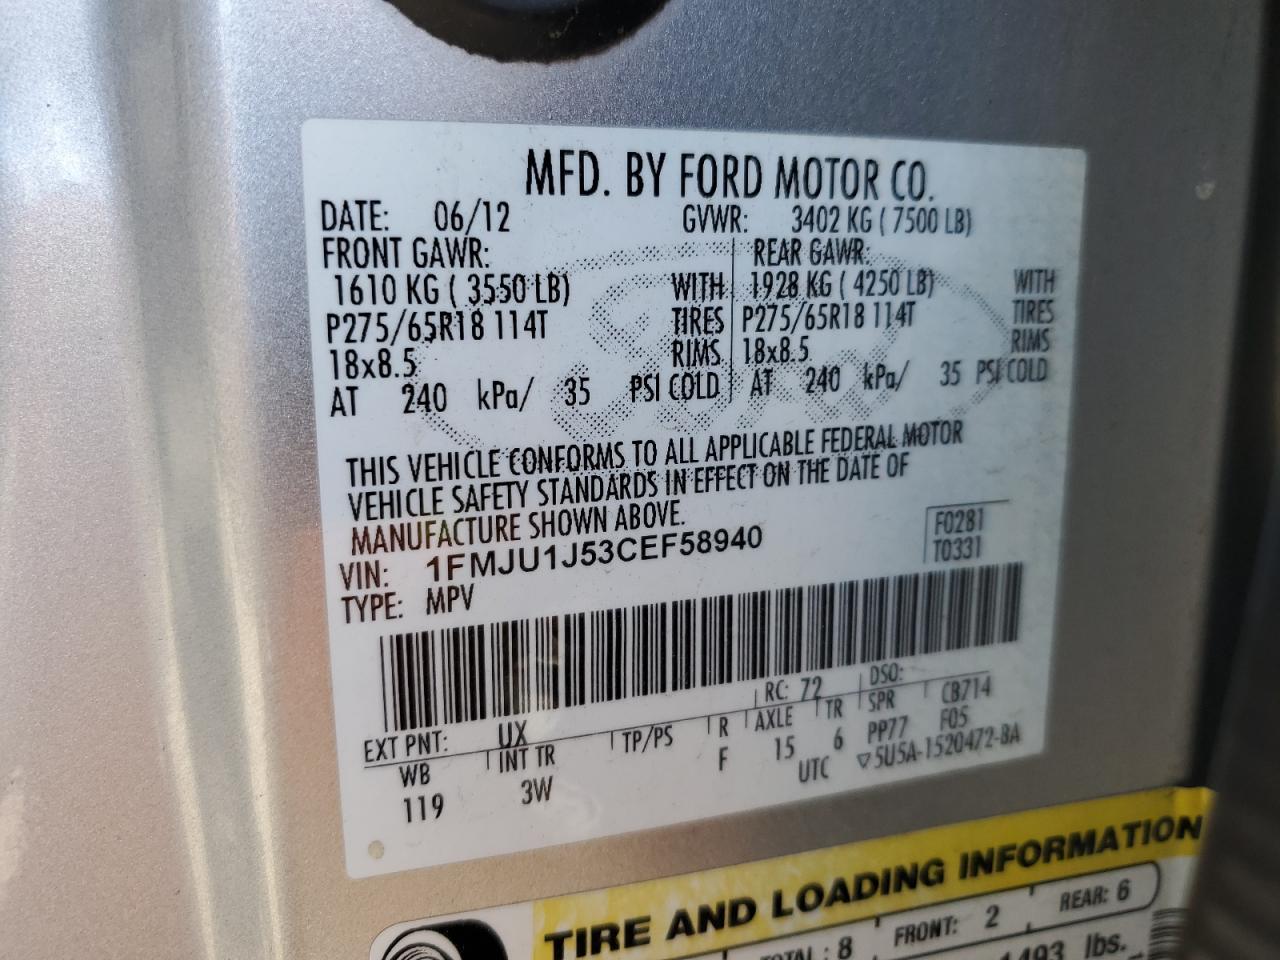 MFD. BY FORD MOTOR CO.
DATE: 06/12 GVWR: 3402 KG ( 7500 LB)
FRONT GAWR: REAR GAWR:
1610 KG ( 3550 LB) WITH 1928 KG ( 4250 LB) WITH
P275/65R18 114T TIRES P275/65R18 114T TIRES
18x8.5 RIMS 18x8.5 RIMS
AT 240 kPa/ 35 PSI COLD AT 240 kPa/ 35 PSI COLD
THIS VEHICLE CONFORMS TO ALL APPLICABLE FEDERAL MOTOR
VEHICLE SAFETY STANDARDS IN EFFECT ON THE DATE OF
MANUFACTURE SHOWN ABOVE.
F0281
T0331
VIN: 1FMJU1J53CEF58940
TYPE: MPV
RC: 72 DSO:
EXT PNT: UX
WB INT TR TP/PS R AXLE TR SPR CB714
119 3W F 15 6 PP77 F05
UTC ▽5U5A-1520472-BA
TIRE AND LOADING INFORMATION
TOTAL : 8 FRONT: 2 REAR: 6
1493 lbs.